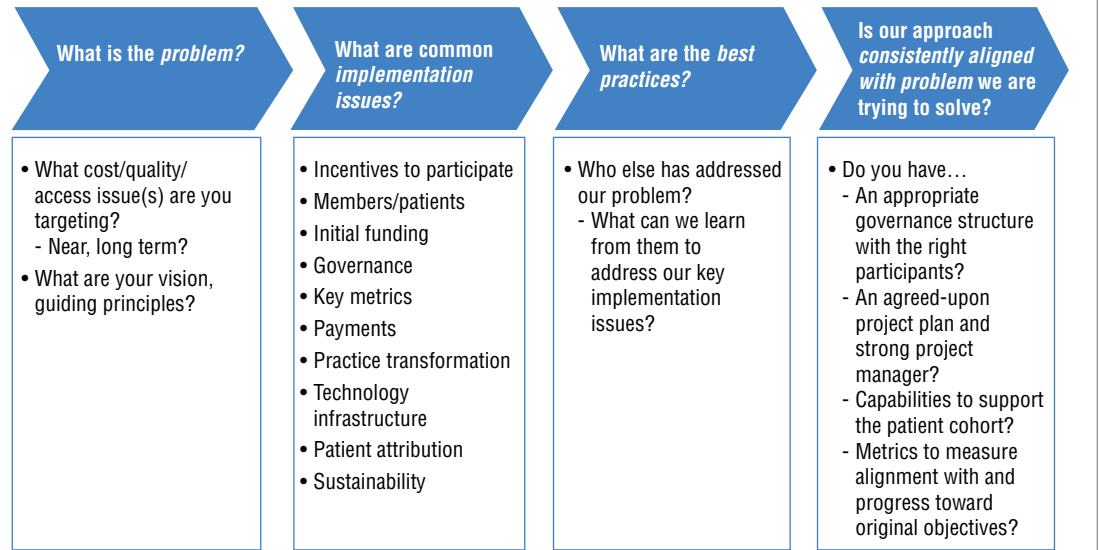 What is the problem?
What are common
implementation
issues?
What are the best
practices?
Is our approach
consistently aligned
with problem we are
trying to solve?
• What cost/quality/
access issue(s) are you
targeting?
- Near, long term?
• What are your vision,
guiding principles?
• Incentives to participate
• Members/patients
• Initial funding
• Governance
• Key metrics
• Payments
• Practice transformation
• Technology
infrastructure
• Patient attribution
• Sustainability
• Who else has addressed
our problem?
- What can we learn
from them to
address our key
implementation
issues?
• Do you have…
- An appropriate
governance structure
with the right
participants?
- An agreed-upon
project plan and
strong project
manager?
- Capabilities to support
the patient cohort?
- Metrics to measure
alignment with and
progress toward
original objectives?